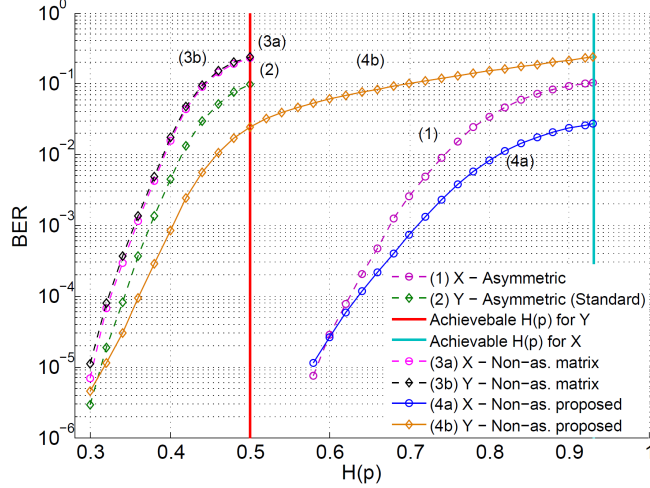 10^0
10^-1
10^-2
10^-3
10^-4
10^-5
10^-6
BER
(3b)
(3a)
(2)
(4b)
(1)
(4a)
(1) X − Asymmetric
(2) Y − Asymmetric (Standard)
Achievebale H(p) for Y
Achievable H(p) for X
(3a) X − Non−as. matrix
(3b) Y − Non−as. matrix
(4a) X − Non−as. proposed
(4b) Y − Non−as. proposed
0.3 0.4 0.5 0.6 0.7 0.8 0.9 1
H(p)